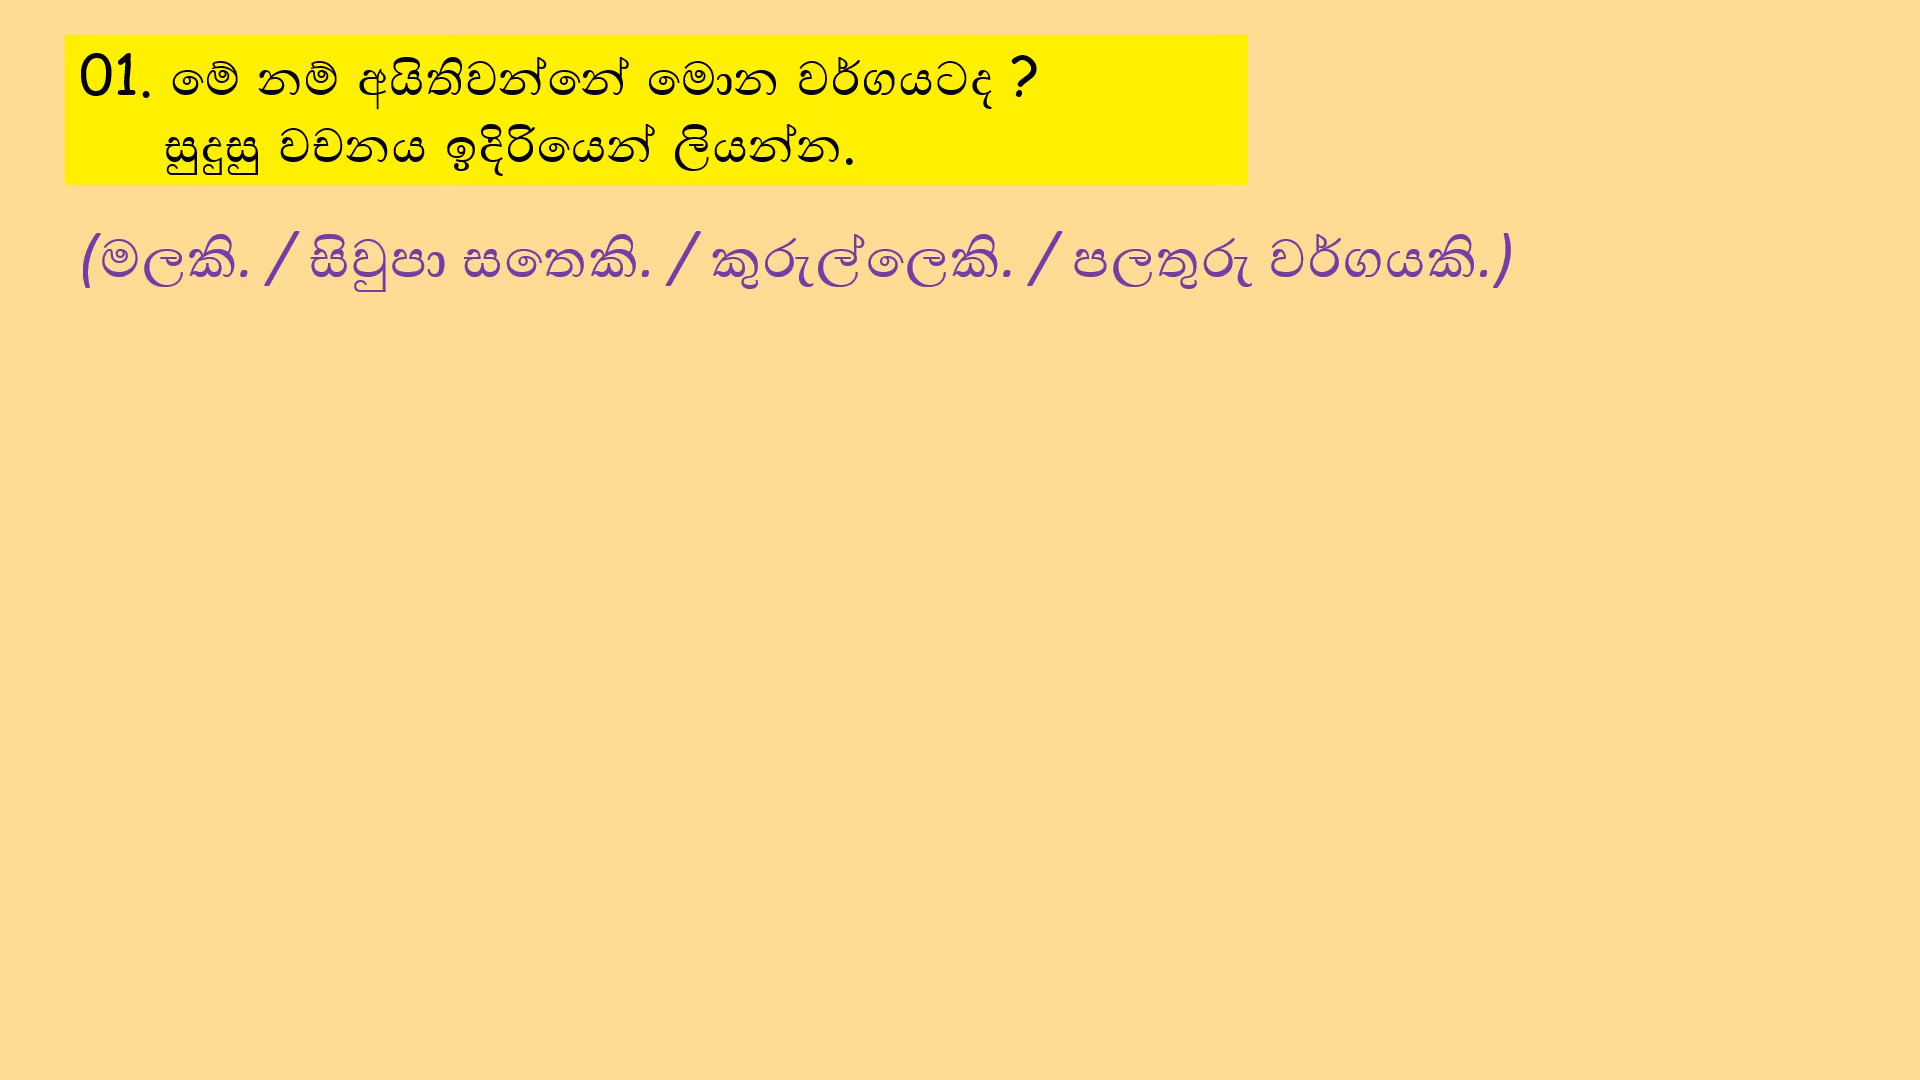 01. මේ නම් අයිතිවන්නේ මොන වර්ගයටද ?
සුදුසු වචනය ඉදිරියෙන් ලියන්න.
(මලකි. / සිවුපා සතෙකි. / කුරුල්ලෙකි. / පලතුරු වර්ගයකි.)